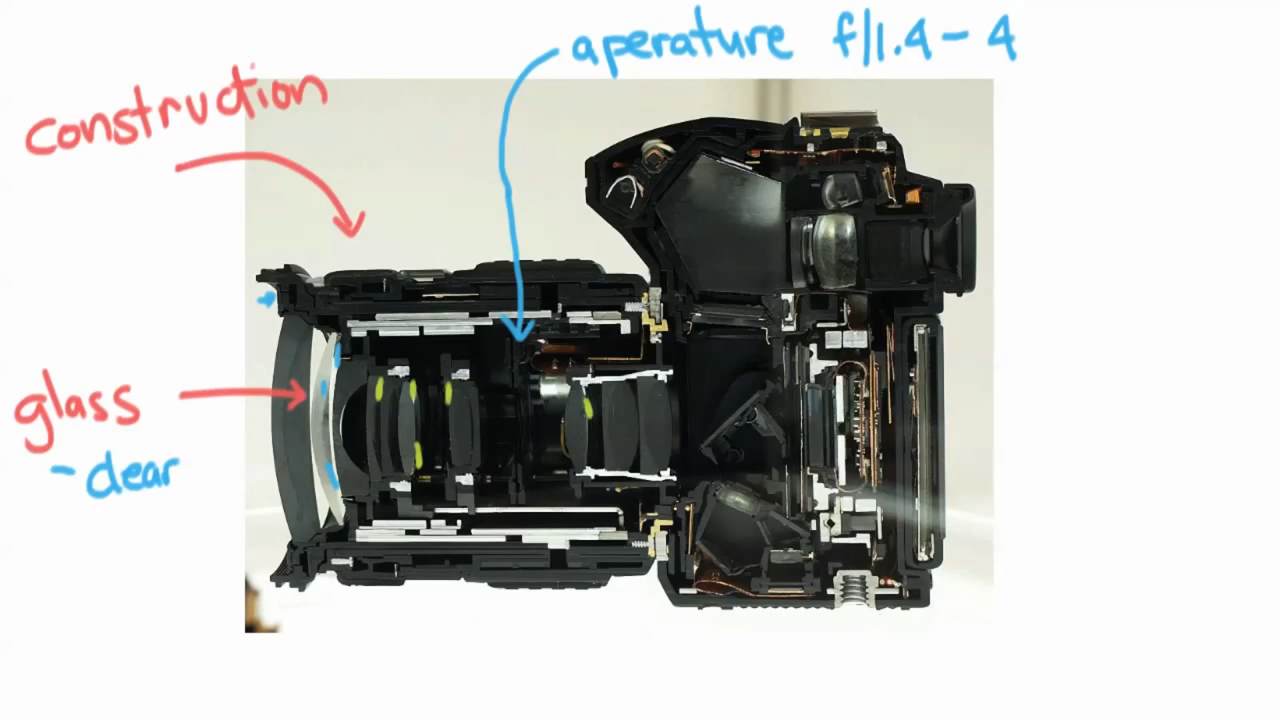 aperature f/1.4-4
construction
glass
-clear